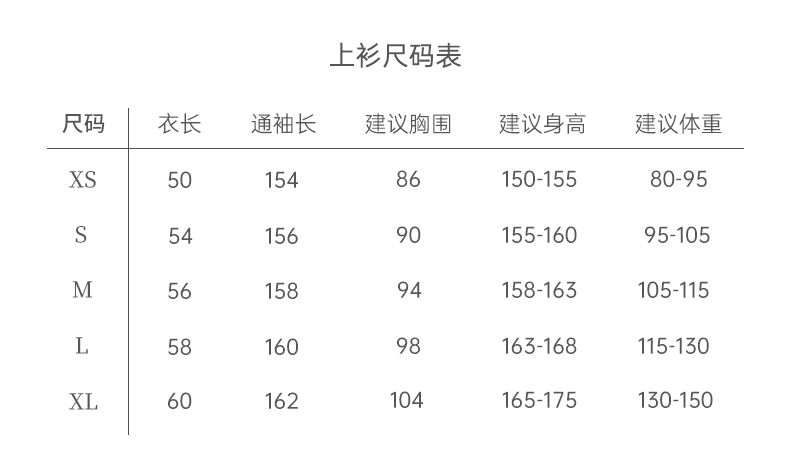 上衫尺码表
尺码 衣长 通袖长 建议胸围 建议身高 建议体重
XS 50 154 86 150-155 80-95
S 54 156 90 155-160 95-105
M 56 158 94 158-163 105-115
L 58 160 98 163-168 115-130
XL 60 162 104 165-175 130-150